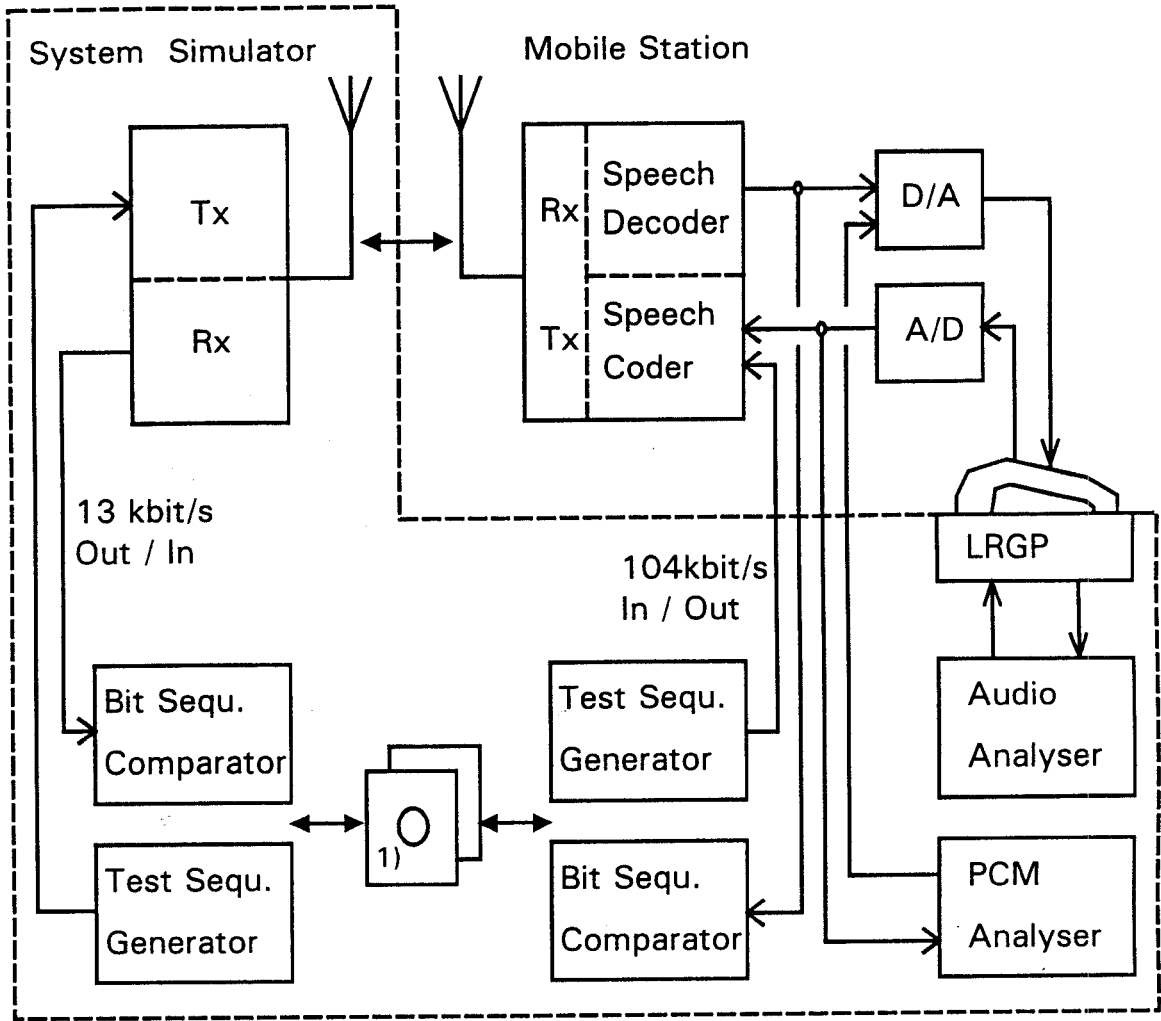 System Simulator
Mobile Station
Tx
Rx
Rx
Tx
Speech
Decoder
Speech
Coder
D/A
A/D
13 kbit/s
Out / In
104kbit/s
In / Out
LRGP
Bit Sequ.
Comparator
Test Sequ.
Generator
1)
Test Sequ.
Generator
Bit Sequ.
Comparator
Audio
Analyser
PCM
Analyser